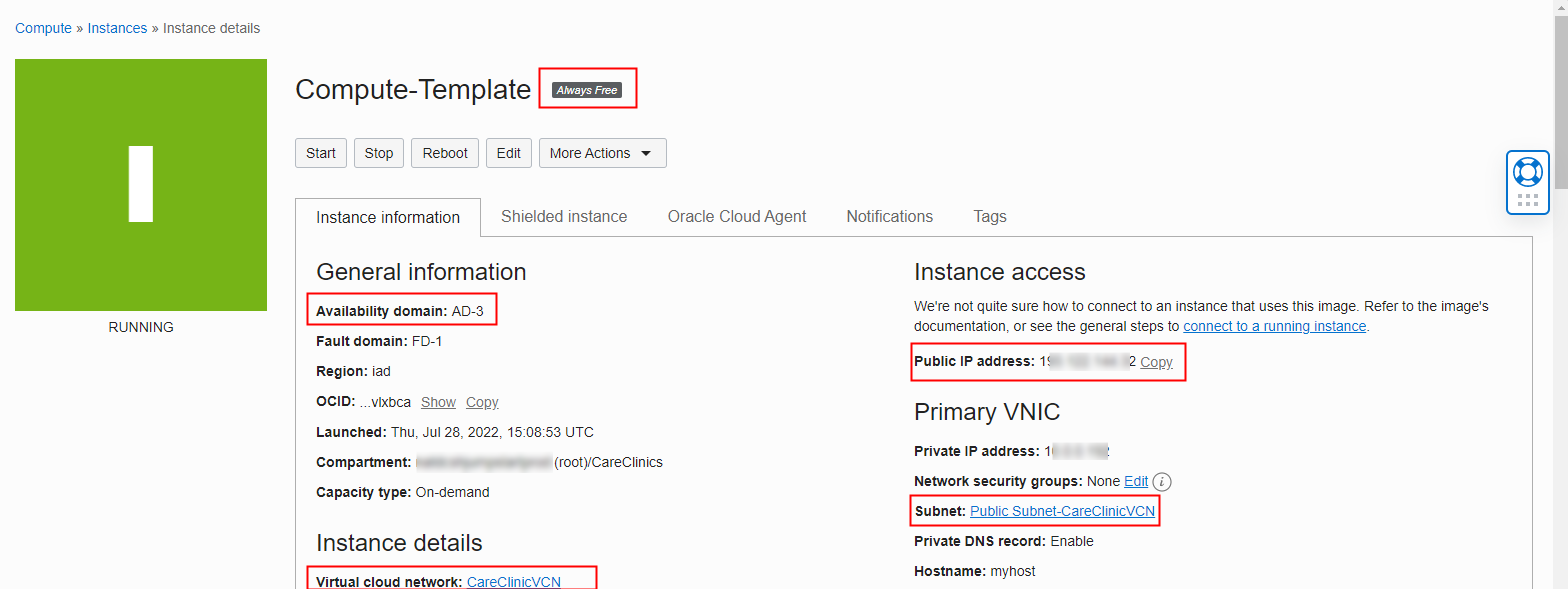 Compute » Instances » Instance details
Compute-Template Always Free
Start Stop Reboot Edit More Actions
RUNNING
Instance information Shielded instance Oracle Cloud Agent Notifications Tags
General information
Availability domain: AD-3
Fault domain: FD-1
Region: iad
OCID: ...vlxbca Show Copy
Launched: Thu, Jul 28, 2022, 15:08:53 UTC
Compartment: (root)/CareClinics
Capacity type: On-demand
Instance details
Virtual cloud network: CareClinicVCN
Instance access
We're not quite sure how to connect to an instance that uses this image. Refer to the image's
documentation, or see the general steps to connect to a running instance.
Public IP address: Copy
Primary VNIC
Private IP address:
Network security groups: None Edit i
Subnet: Public Subnet-CareClinicVCN
Private DNS record: Enable
Hostname: myhost